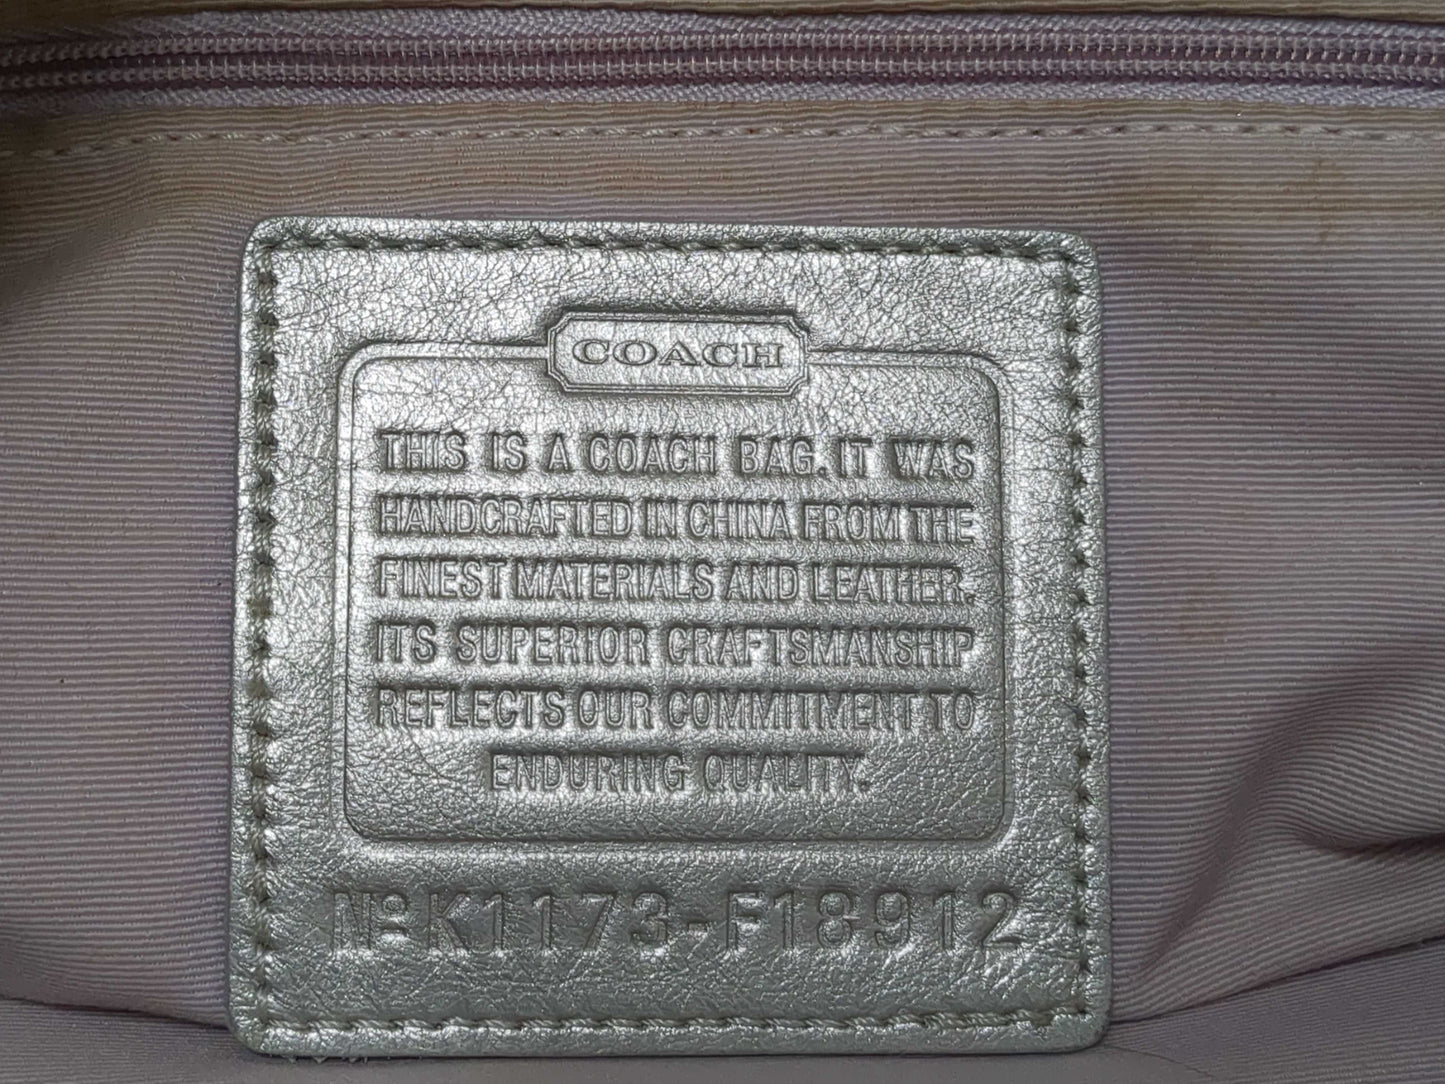 COACH
THIS IS A COACH BAG. IT WAS
HANDCRAFTED IN CHINA FROM THE
FINEST MATERIALS AND LEATHER.
ITS SUPERIOR CRAFTSMANSHIP
REFLECTS OUR COMMITMENT TO
ENDURING QUALITY.
№ K1173-F18912